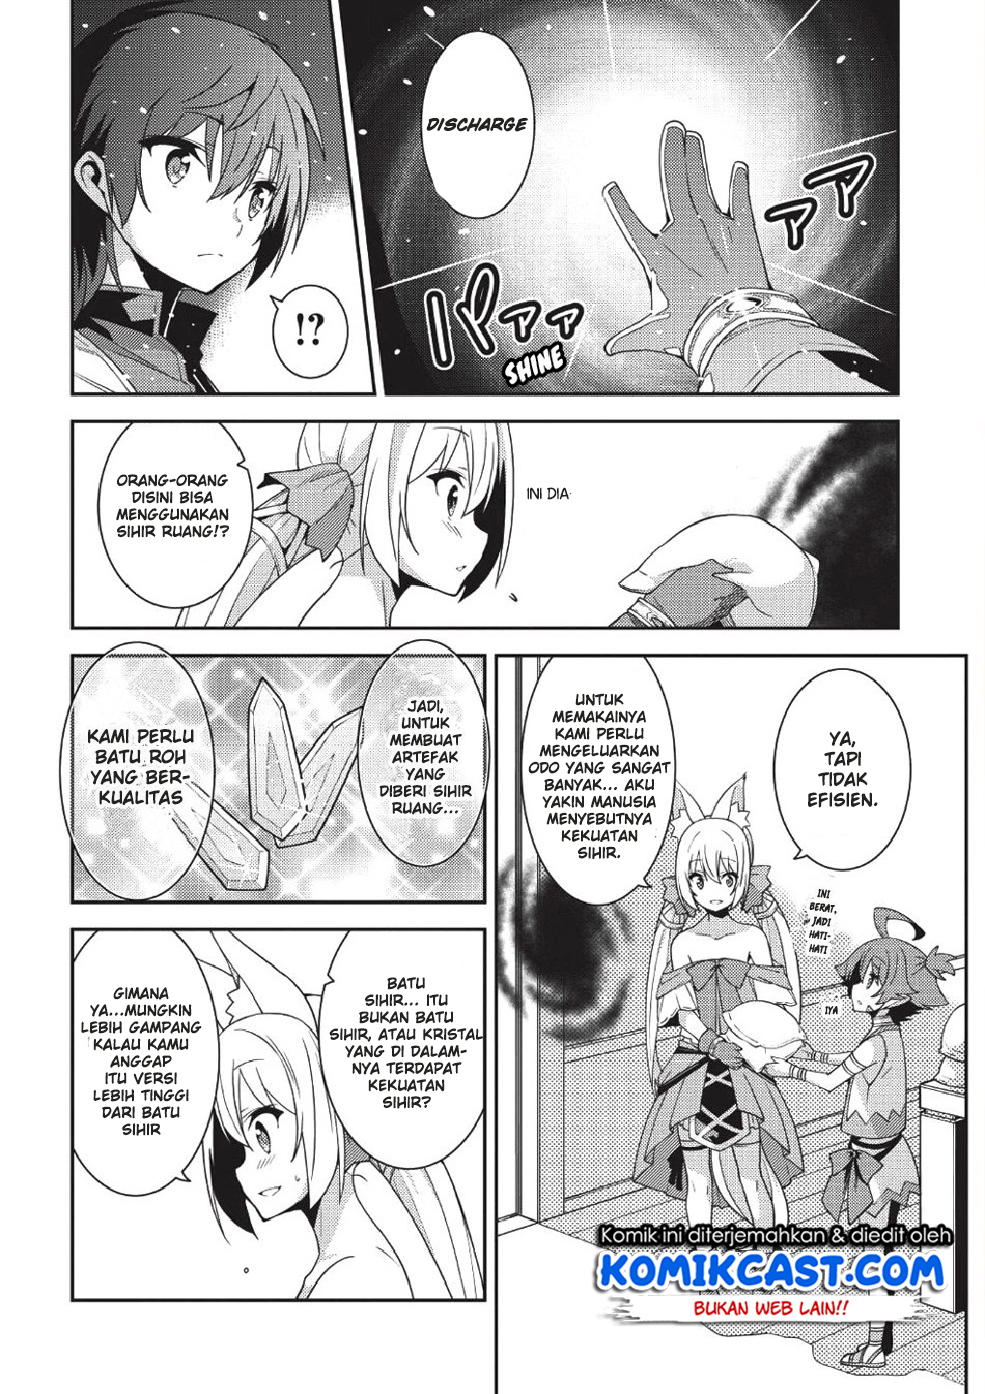 DISCHARGE
ァァ
パァァ
SHINE
!?
INI DIA
ORANG-ORANG
DISINI BISA
MENGGUNAKAN
SIHIR RUANG!?
YA,
TAPI
TIDAK
EFISIEN.
UNTUK
MEMAKAINYA
KAMI PERLU
MENGELUARKAN
ODO YANG SANGAT
BANYAK... AKU
YAKIN MANUSIA
MENYEBUTNYA
KEKUATAN
SIHIR.
INI
BERAT,
JADI
HATI-
HATI
IYA
JADI,
UNTUK
MEMBUAT
ARTEFAK
YANG
DIBERI SIHIR
RUANG...
KAMI PERLU
BATU ROH
YANG BER-
KUALITAS
BATU
SIHIR... ITU
BUKAN BATU
SIHIR, ATAU KRISTAL
YANG DI DALAM-
NYA TERDAPAT
KEKUATAN
SIHIR?
GIMANA
YA...MUNGKIN
LEBIH GAMPANG
KALAU KAMU
ANGGAP
ITU VERSI
LEBIH TINGGI
DARI BATU
SIHIR
Komik ini diterjemahkan & diedit oleh
KOMIKCAST.COM
BUKAN WEB LAIN!!